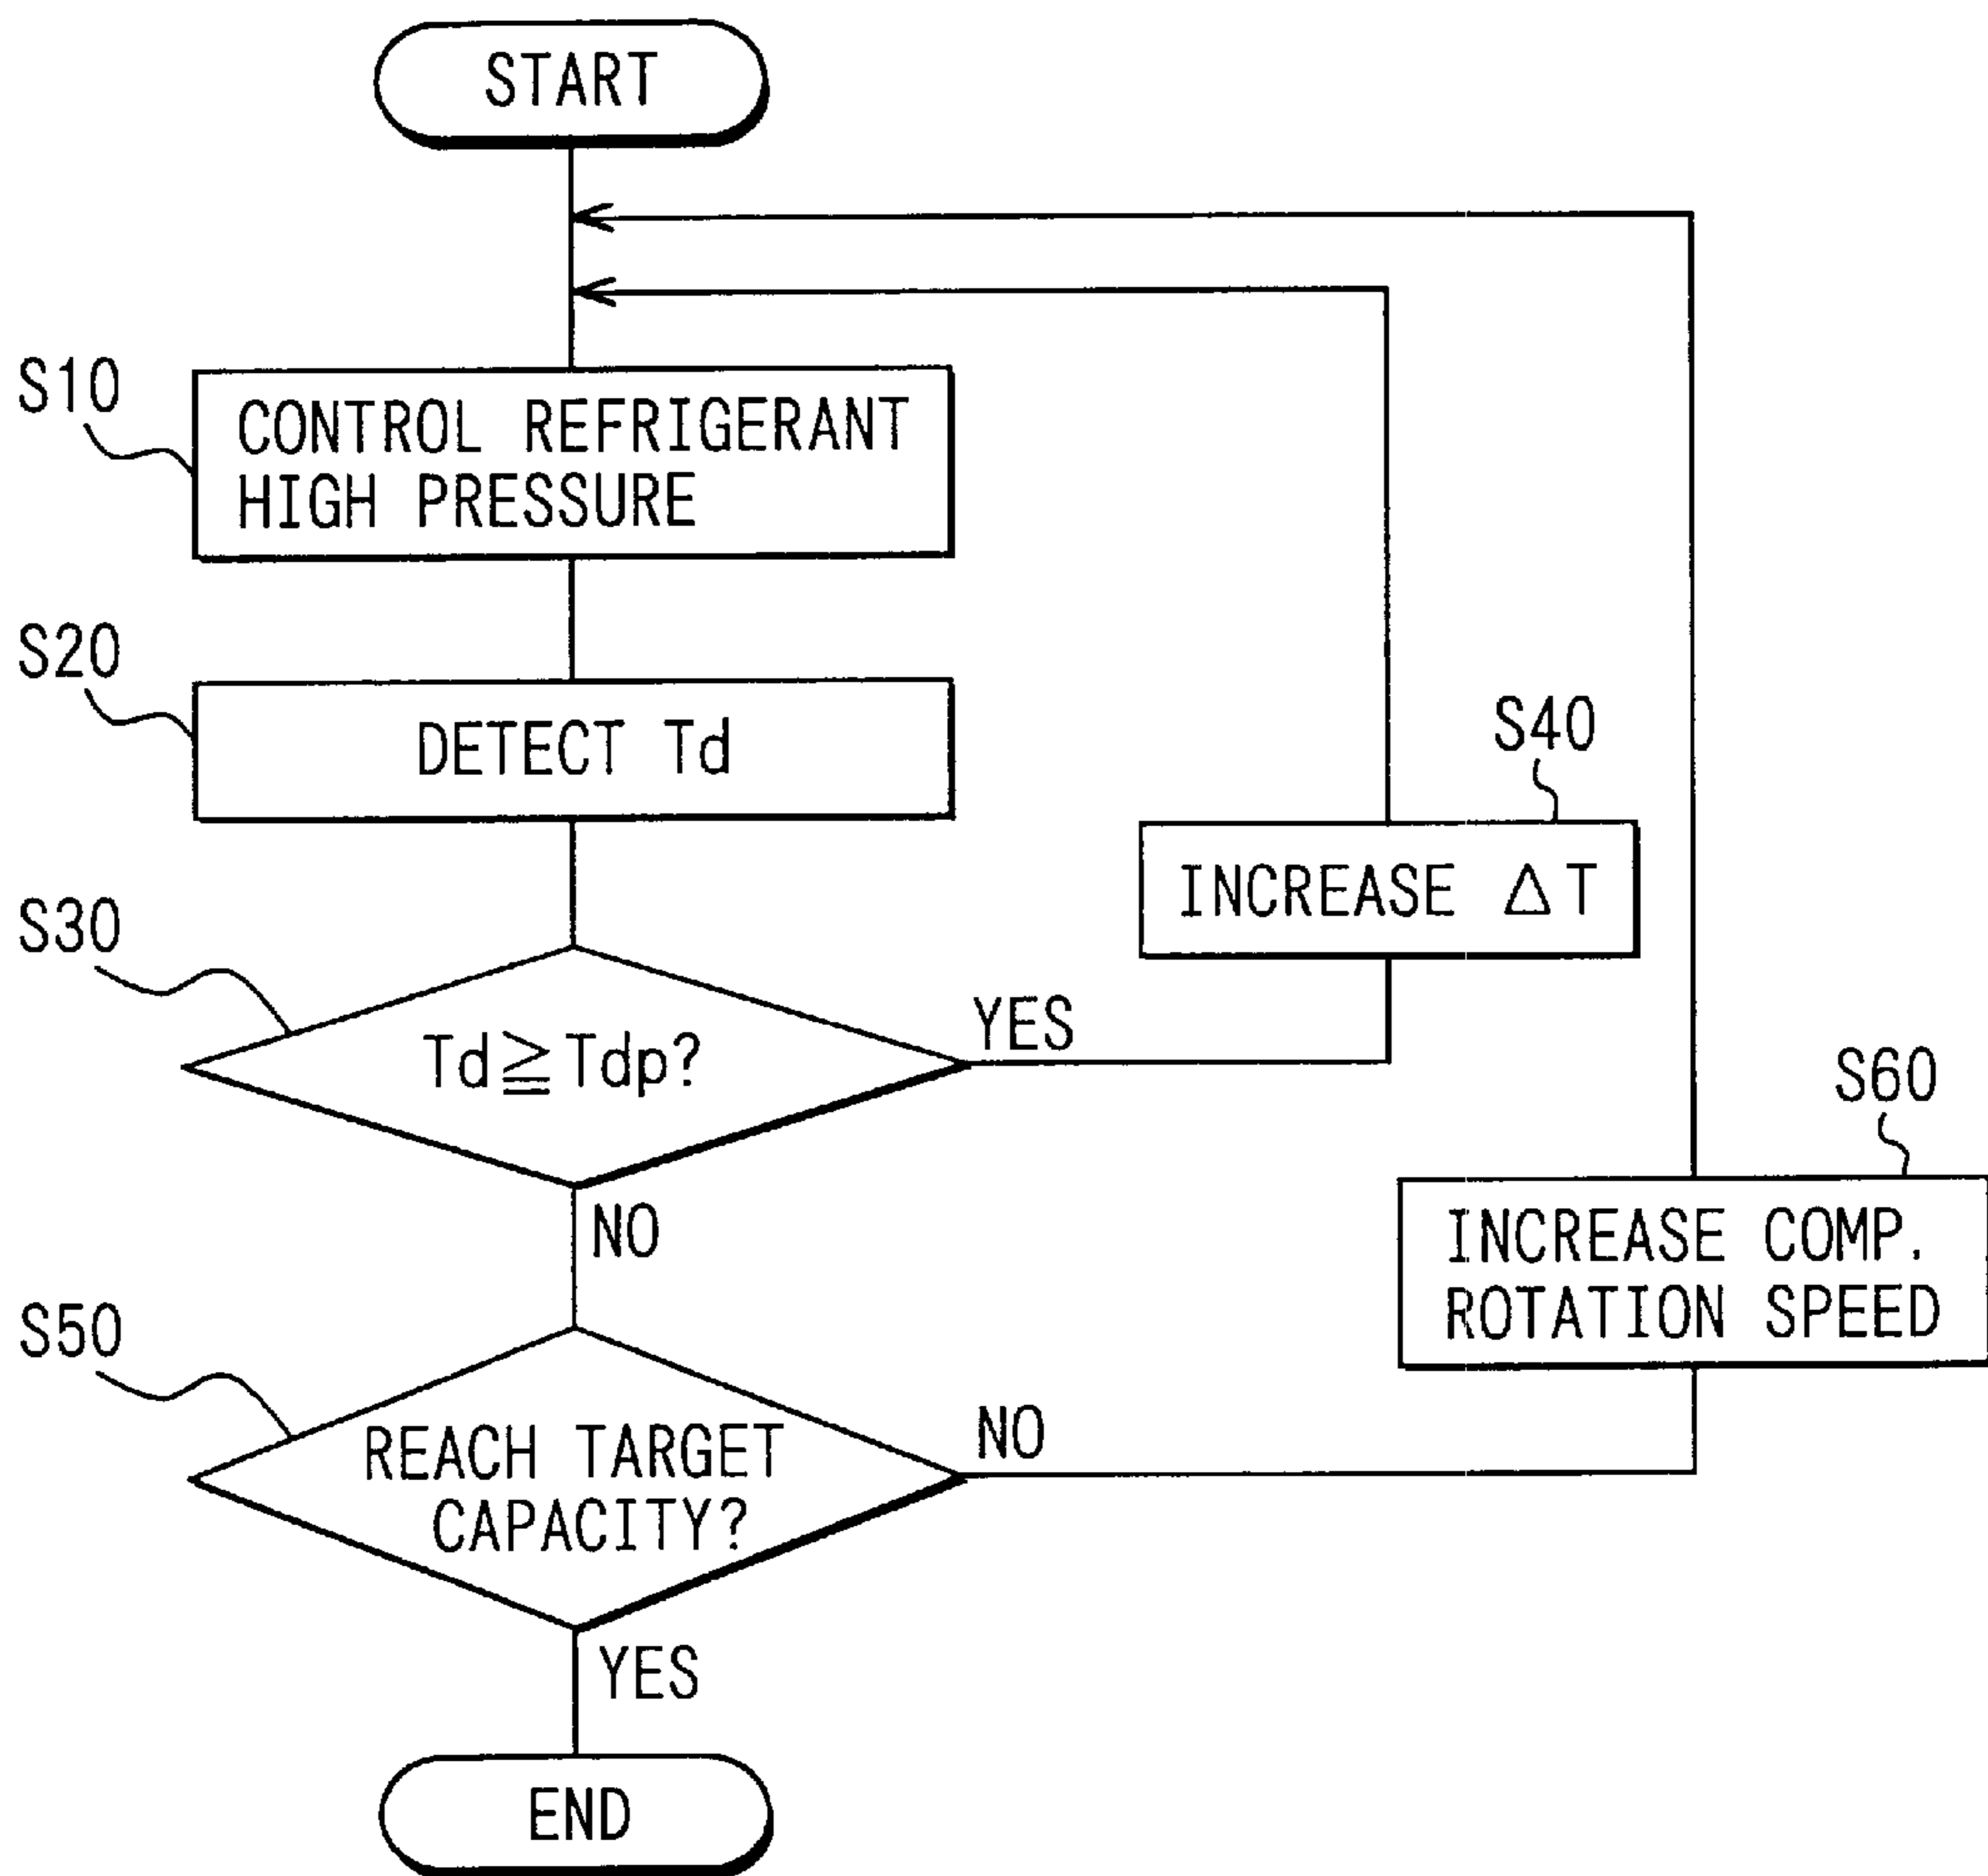 START
S10
CONTROL REFRIGERANT
HIGH PRESSURE
S20
DETECT Td
S40
INCREASE ΔT
S30
Td≧Tdp?
YES
NO
S60
INCREASE COMP.
ROTATION SPEED
S50
REACH TARGET
CAPACITY?
NO
YES
END